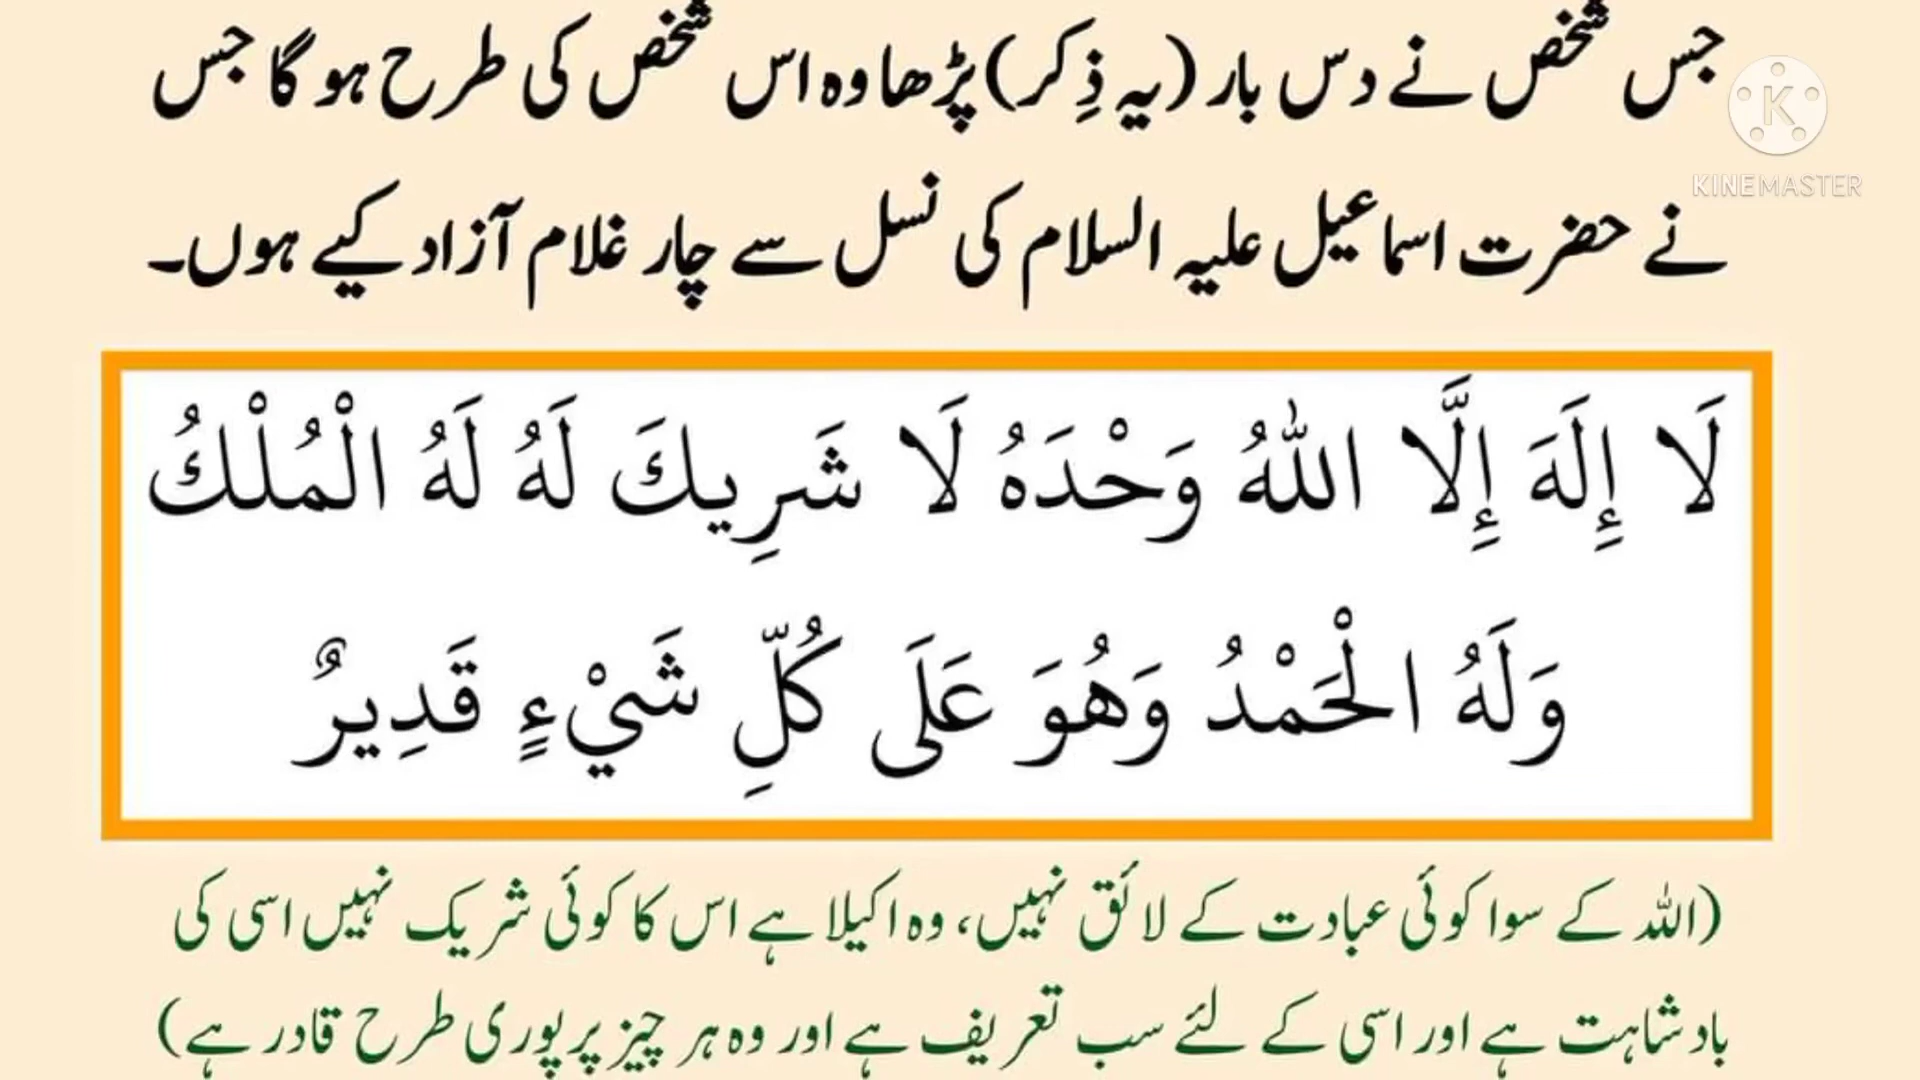 جس شخص نے دس بار (یہ ذِکر) پڑھا وہ اس شخص کی طرح ہو گا جس
نے حضرت اسماعیل علیہ السلام کی نسل سے چار غلام آزاد کیے ہوں۔
KINEMASTER
لَا إِلَهَ إِلَّا اللّٰهُ وَحْدَهُ لَا شَرِيكَ لَهُ لَهُ الْمُلْكُ
وَلَهُ الْحَمْدُ وَهُوَ عَلَى كُلِّ شَيْءٍ قَدِيرٌ
(اللہ کے سوا کوئی عبادت کے لائق نہیں، وہ اکیلا ہے اس کا کوئی شریک نہیں اسی کی
بادشاہت ہے اور اسی کے لئے سب تعریف ہے اور وہ ہر چیز پر پوری طرح قادر ہے)